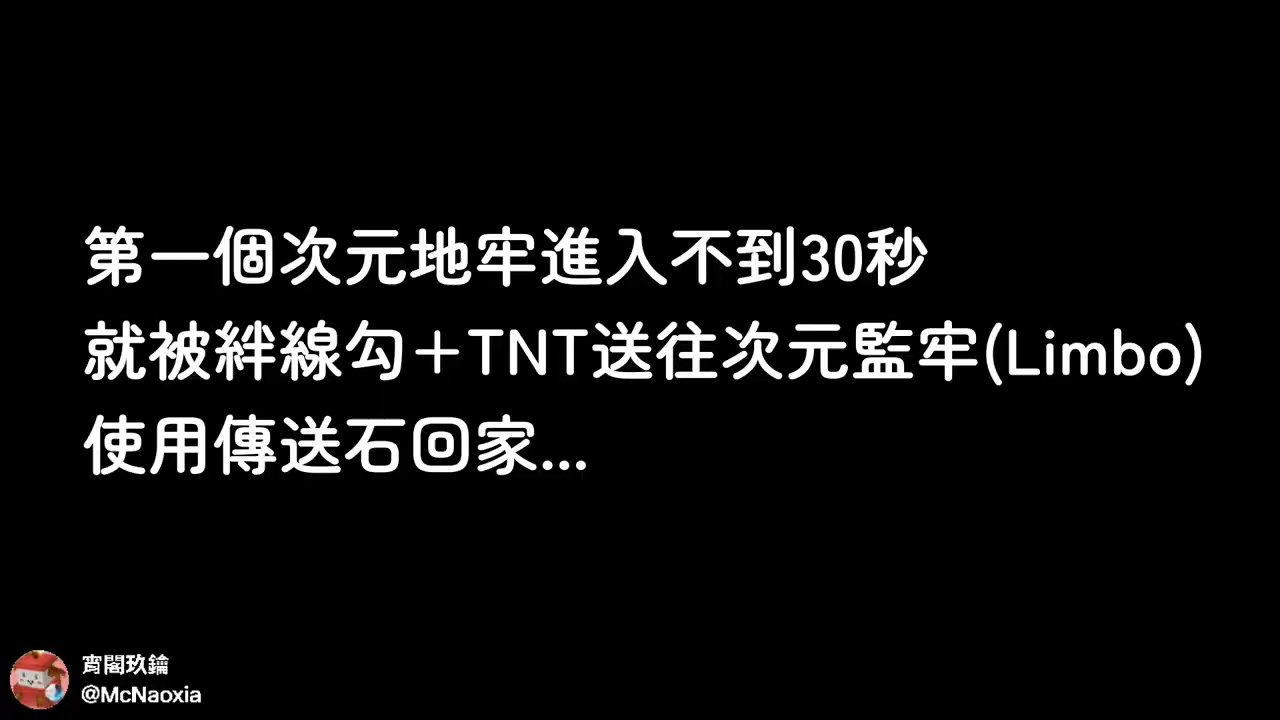 第一個次元地牢進入不到30秒
就被絆線勾＋TNT送往次元監牢(Limbo)
使用傳送石回家...
宵閣玖鑰
@McNaoxia